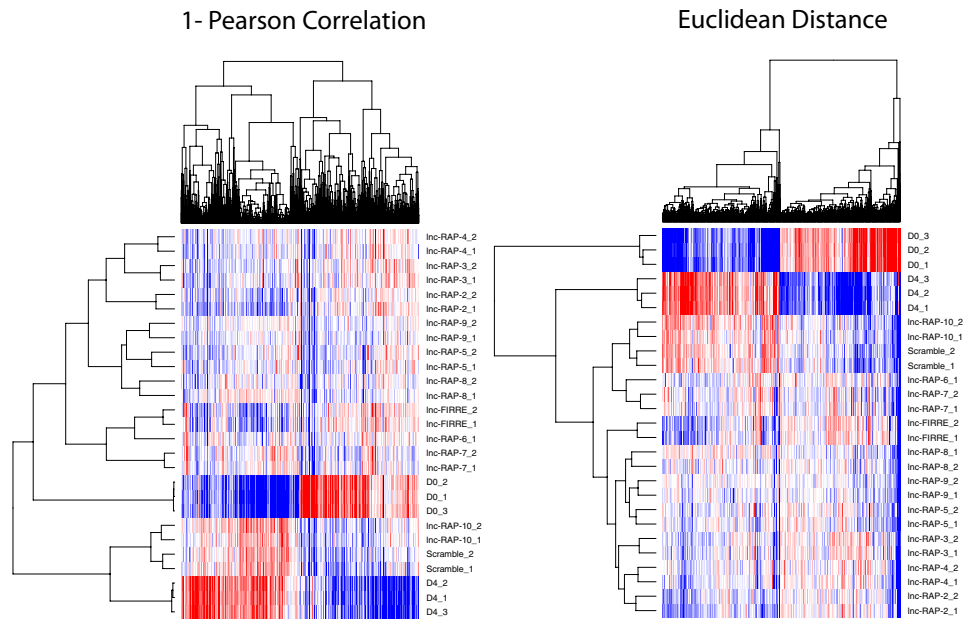 1- Pearson Correlation
Euclidean Distance
lnc-RAP-4_2
lnc-RAP-4_1
lnc-RAP-3_2
lnc-RAP-3_1
lnc-RAP-2_2
lnc-RAP-2_1
lnc-RAP-9_2
lnc-RAP-9_1
lnc-RAP-5_2
lnc-RAP-5_1
lnc-RAP-8_2
lnc-RAP-8_1
lnc-FIRRE_2
lnc-FIRRE_1
lnc-RAP-6_1
lnc-RAP-7_2
lnc-RAP-7_1
D0_2
D0_1
D0_3
lnc-RAP-10_2
lnc-RAP-10_1
Scramble_2
Scramble_1
D4_2
D4_1
D4_3
D0_3
D0_2
D0_1
D4_3
D4_2
D4_1
lnc-RAP-10_2
lnc-RAP-10_1
Scramble_2
Scramble_1
lnc-RAP-6_1
lnc-RAP-7_2
lnc-RAP-7_1
lnc-FIRRE_2
lnc-FIRRE_1
lnc-RAP-8_1
lnc-RAP-8_2
lnc-RAP-9_2
lnc-RAP-9_1
lnc-RAP-5_2
lnc-RAP-5_1
lnc-RAP-3_2
lnc-RAP-3_1
lnc-RAP-4_2
lnc-RAP-4_1
lnc-RAP-2_2
lnc-RAP-2_1